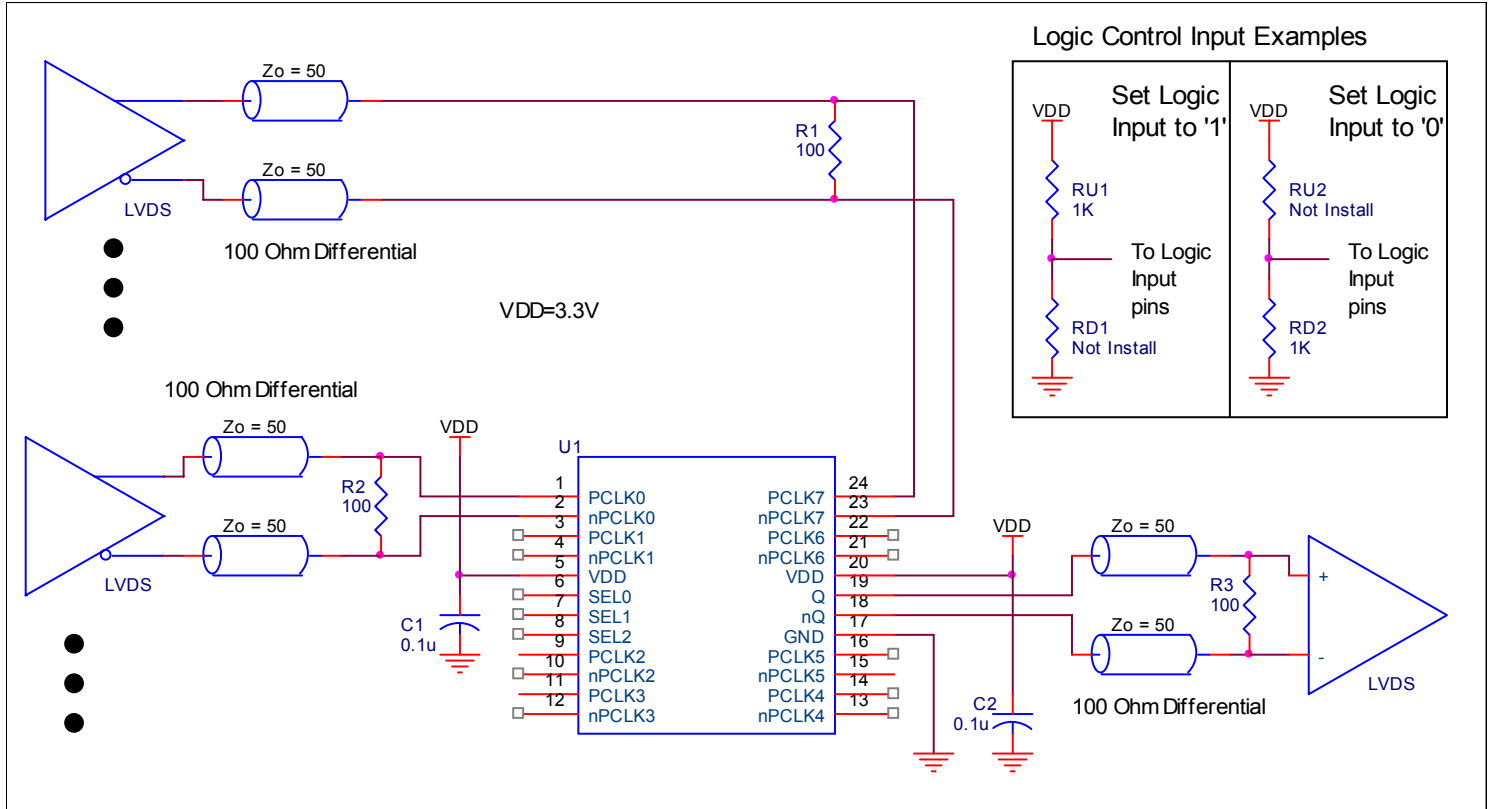 Logic Control Input Examples
Zo = 50
Zo = 50
LVDS
100 Ohm Differential
R1
100
VDD=3.3V
VDD
Set Logic
Input to '1'
RU1
1K
To Logic
Input
pins
RD1
Not Install
VDD
Set Logic
Input to '0'
RU2
Not Install
To Logic
Input
pins
RD2
1K
100 Ohm Differential
Zo = 50
Zo = 50
LVDS
R2
100
VDD
C1
0.1u
U1
1
PCLK0
2
nPCLK0
3
PCLK1
4
nPCLK1
5
VDD
6
SEL0
7
SEL1
8
SEL2
9
PCLK2
10
nPCLK2
11
PCLK3
12
nPCLK3
24
PCLK7
23
nPCLK7
22
PCLK6
21
nPCLK6
20
VDD
19
Q
18
nQ
17
GND
16
PCLK5
15
nPCLK5
14
PCLK4
13
nPCLK4
VDD
C2
0.1u
Zo = 50
Zo = 50
R3
100
+
-
LVDS
100 Ohm Differential